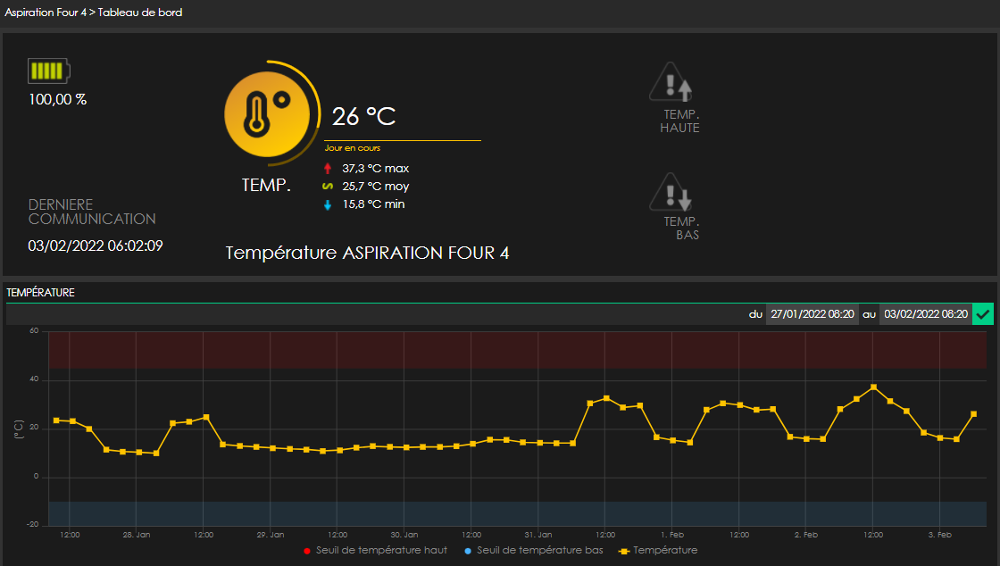 Aspiration Four 4 > Tableau de bord
100,00 %
26 °C
Jour en cours
37,3 °C max
25,7 °C moy
15,8 °C min
TEMP.
TEMP.
HAUTE
TEMP.
BAS
DERNIERE
COMMUNICATION
03/02/2022 06:02:09
Température ASPIRATION FOUR 4
TEMPÉRATURE
du 27/01/2022 08:20 au 03/02/2022 08:20
60
40
20
0
-20
(°C)
12:00 28. Jan 12:00 29. Jan 12:00 30. Jan 12:00 31. Jan 12:00 1. Feb 12:00 2. Feb 12:00 3. Feb
Seuil de température haut Seuil de température bas Température